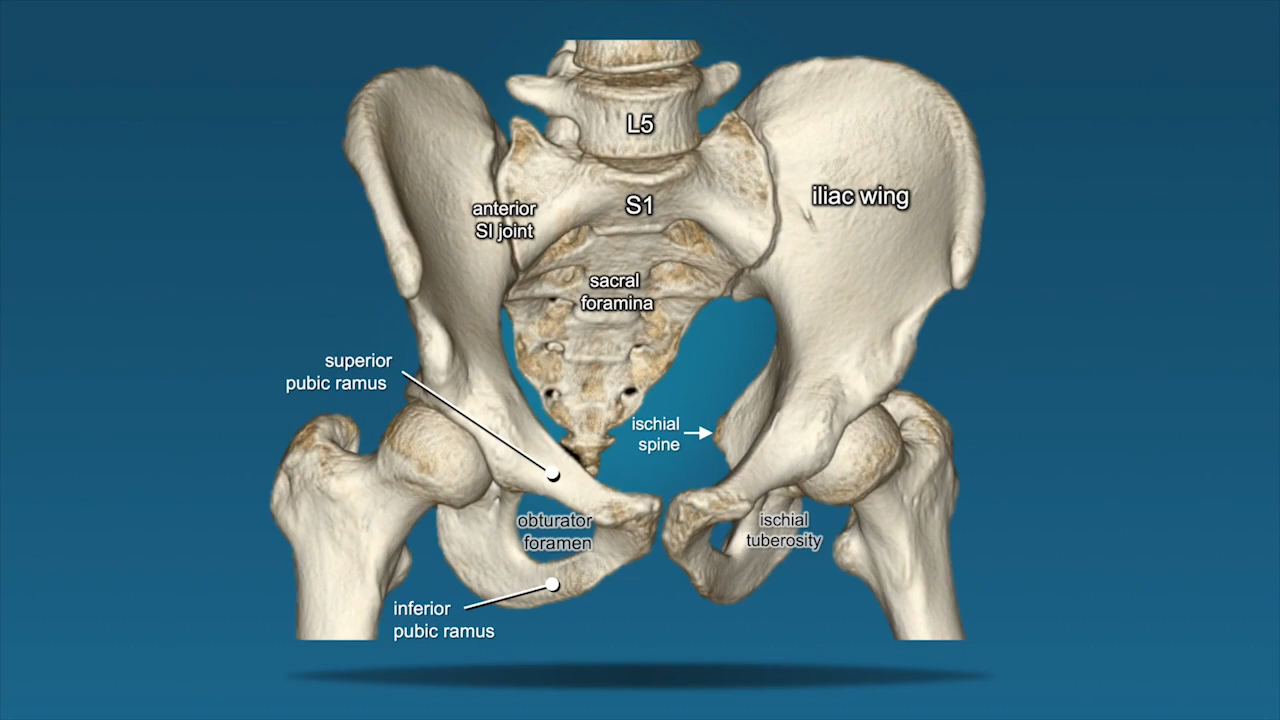 L5
iliac wing
anterior
SI joint
S1
sacral
foramina
superior
pubic ramus
ischial
spine
obturator
foramen
ischial
tuberosity
inferior
pubic ramus